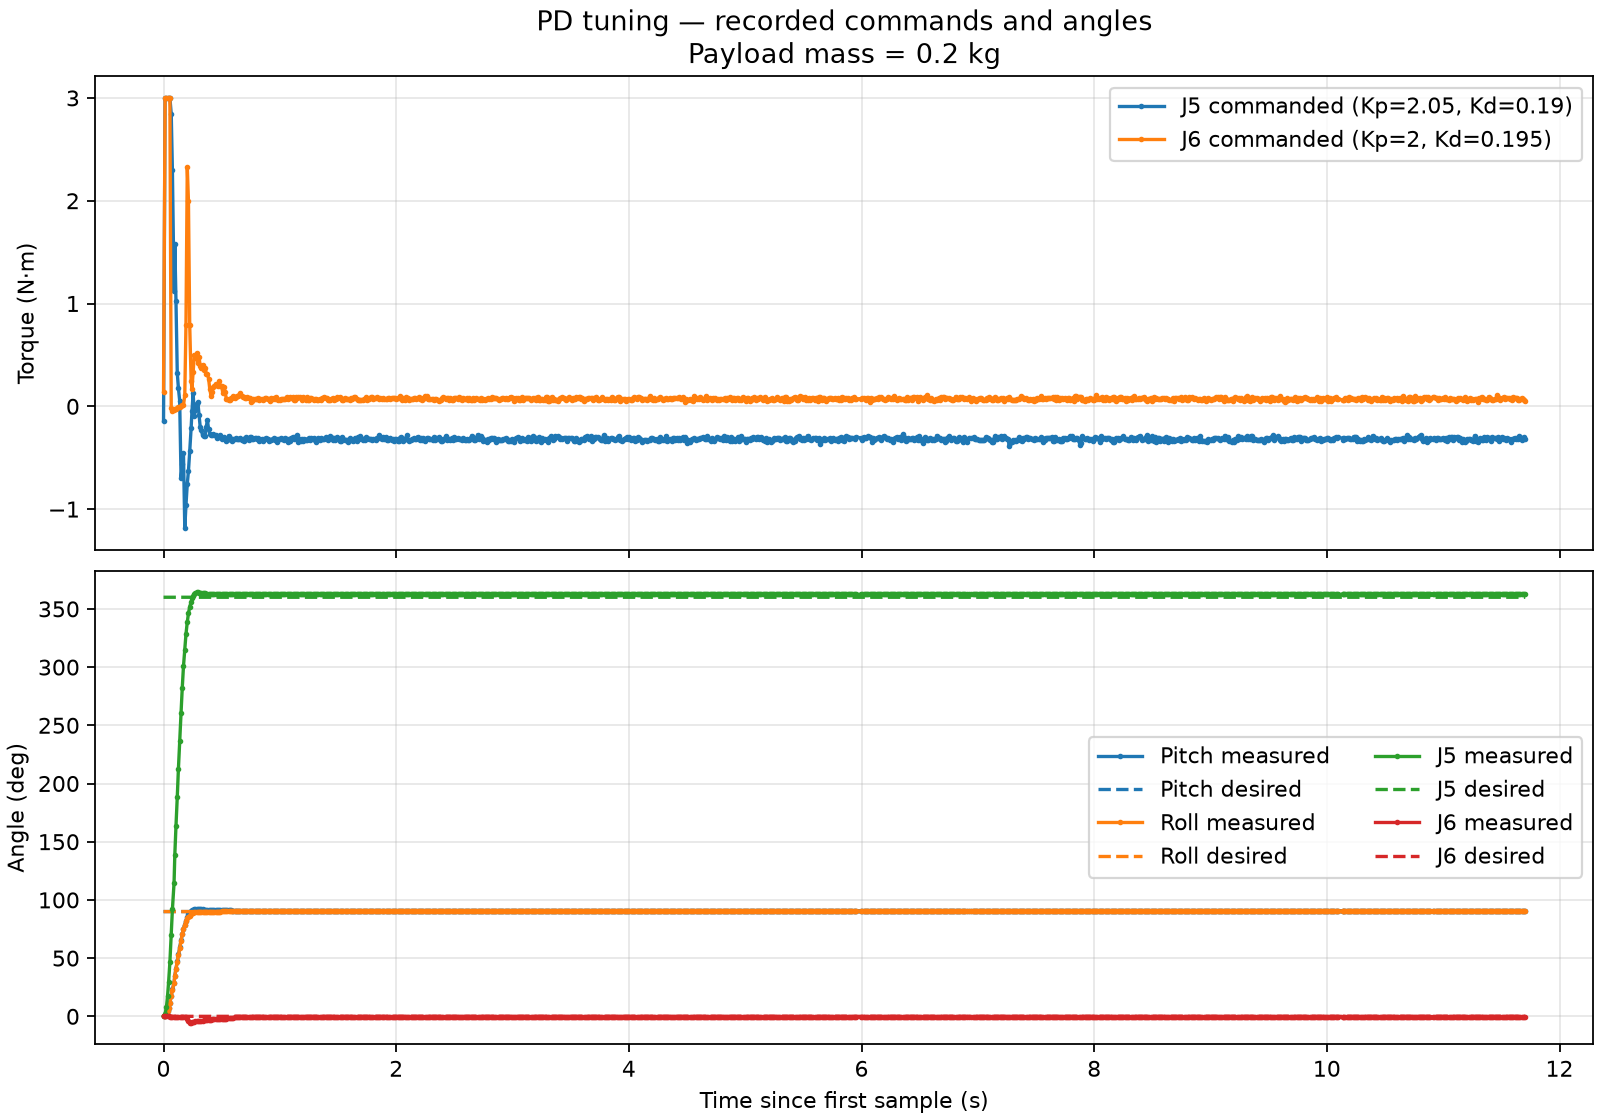 PD tuning — recorded commands and angles
Payload mass = 0.2 kg
3
2
1
0
−1
Torque (N·m)
J5 commanded (Kp=2.05, Kd=0.19)
J6 commanded (Kp=2, Kd=0.195)
350
300
250
200
150
100
50
0
Angle (deg)
Pitch measured
Pitch desired
Roll measured
Roll desired
J5 measured
J5 desired
J6 measured
J6 desired
0 2 4 6 8 10 12
Time since first sample (s)